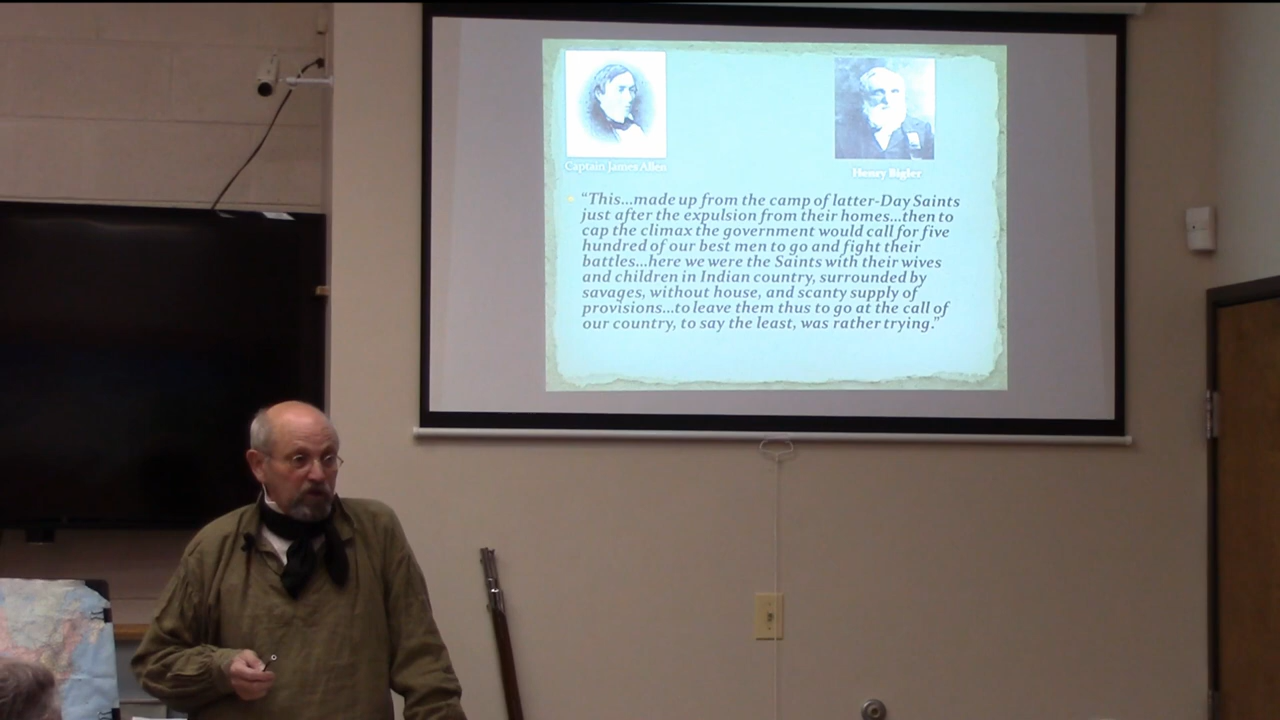 Captain James Allen
Henry Bigler
“This...made up from the camp of latter-Day Saints
just after the expulsion from their homes...then to
cap the climax the government would call for five
hundred of our best men to go and fight their
battles...here we were the Saints with their wives
and children in Indian country, surrounded by
savages, without house, and scanty supply of
provisions...to leave them thus to go at the call of
our country, to say the least, was rather trying.”